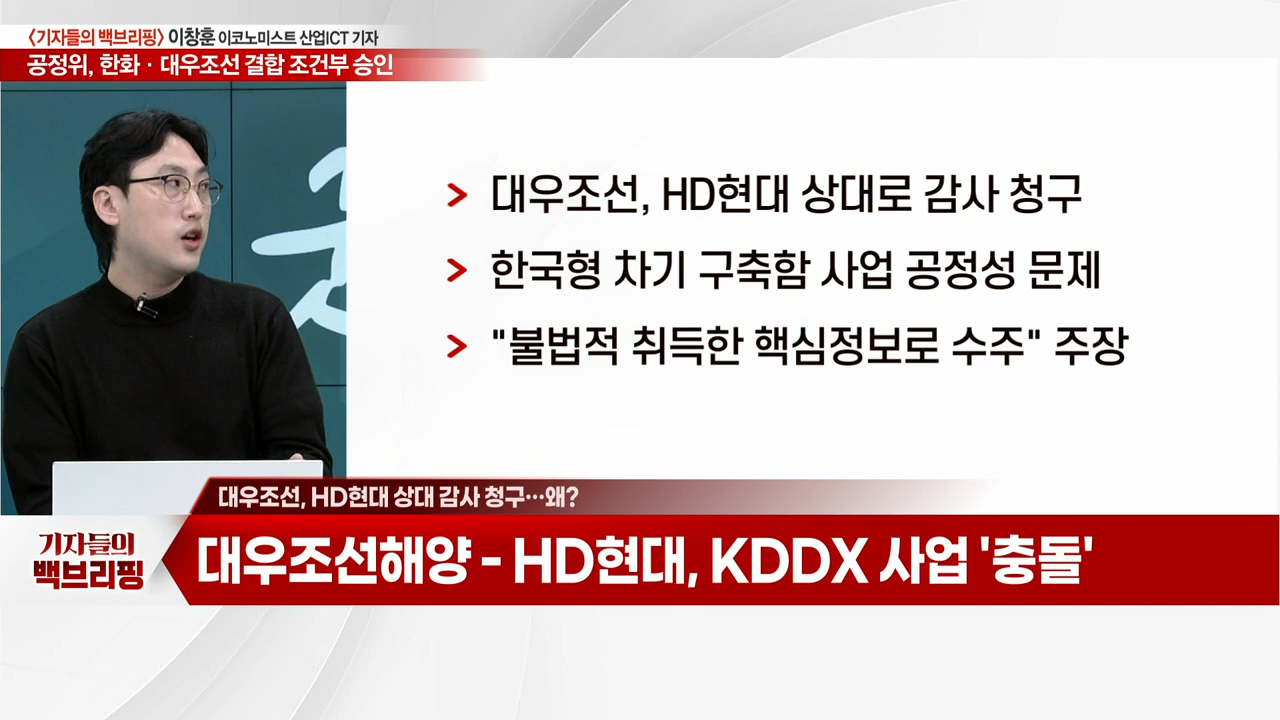 <기자들의 백브리핑> 이창훈 이코노미스트 산업ICT 기자
공정위, 한화·대우조선 결합 조건부 승인
> 대우조선, HD현대 상대로 감사 청구
> 한국형 차기 구축함 사업 공정성 문제
> "불법적 취득한 핵심정보로 수주" 주장
대우조선, HD현대 상대 감사 청구…왜?
기자들의
백브리핑
대우조선해양 - HD현대, KDDX 사업 '충돌'